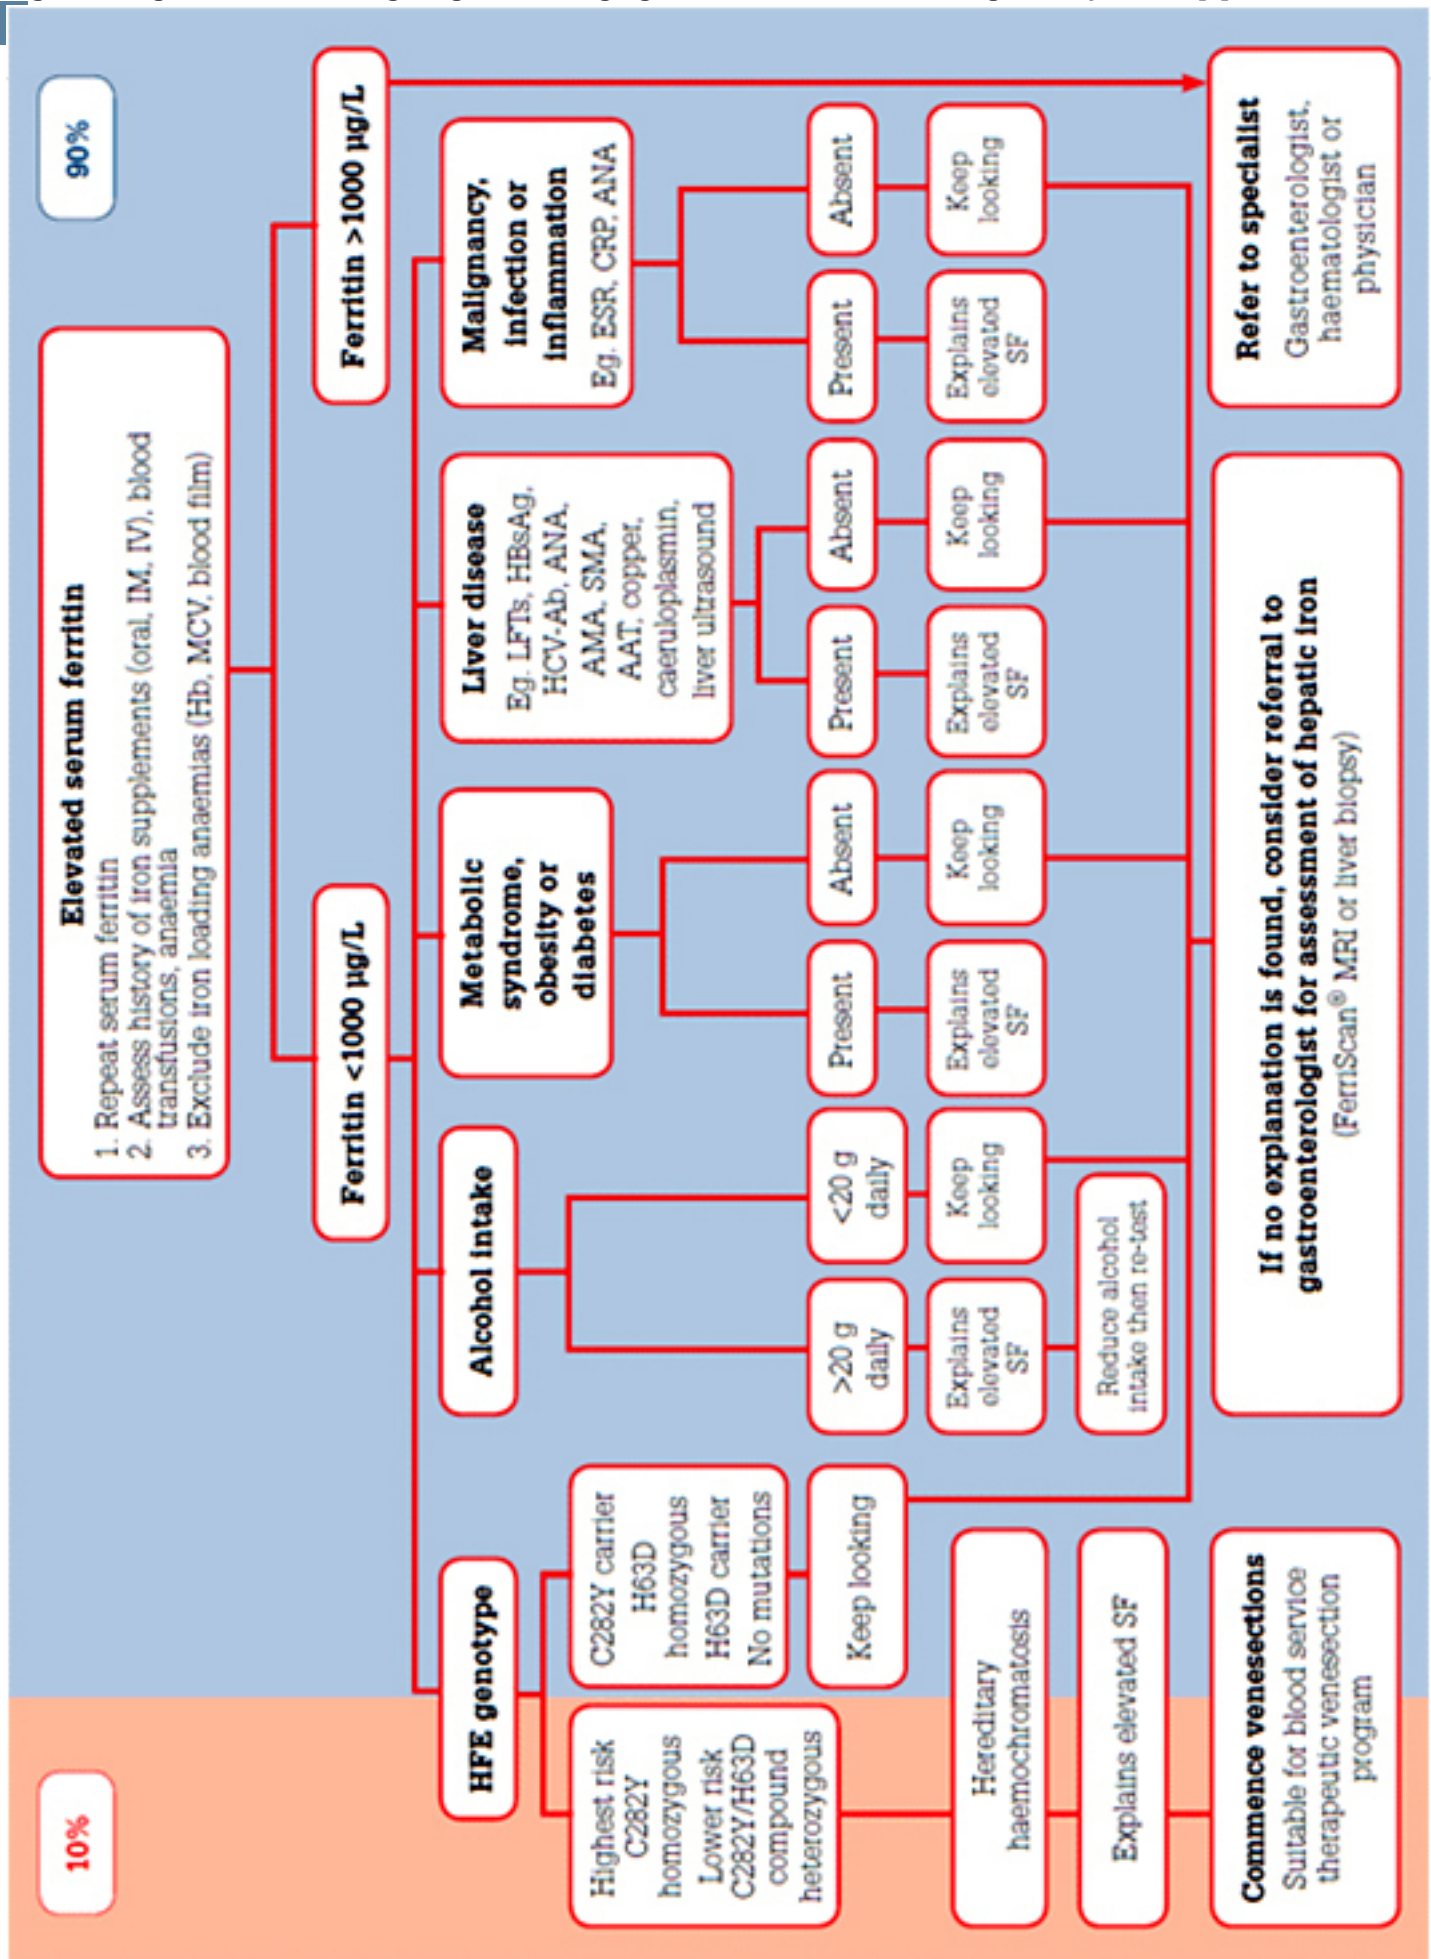 10%
90%
Elevated serum ferritin
1. Repeat serum ferritin
2. Assess history of iron supplements (oral, IM, IV), blood
transfusions, anaemia
3. Exclude iron loading anaemias (Hb, MCV, blood film)
Ferritin <1000 µg/L
Ferritin >1000 µg/L
HFE genotype
Alcohol intake
Metabolic
syndrome,
obesity or
diabetes
Liver disease
Eg. LFTs, HBsAg,
HCV-Ab, ANA,
AMA, SMA,
AAT, copper,
caeruloplasmin,
liver ultrasound
Malignancy,
infection or
inflammation
Eg. ESR, CRP, ANA
Highest risk
C282Y
homozygous
Lower risk
C282Y/H63D
compound
heterozygous
C282Y carrier
H63D
homozygous
H63D carrier
No mutations
Keep looking
>20 g
daily
<20 g
daily
Present
Absent
Present
Absent
Present
Absent
Hereditary
haemochromatosis
Explains
elevated
SF
Keep
looking
Explains
elevated
SF
Keep
looking
Explains
elevated
SF
Keep
looking
Explains
elevated
SF
Keep
looking
Explains elevated SF
Reduce alcohol
intake then re-test
Commence venesections
Suitable for blood service
therapeutic venesection
program
If no explanation is found, consider referral to
gastroenterologist for assessment of hepatic iron
(FerriScan® MRI or liver biopsy)
Refer to specialist
Gastroenterologist,
haematologist or
physician